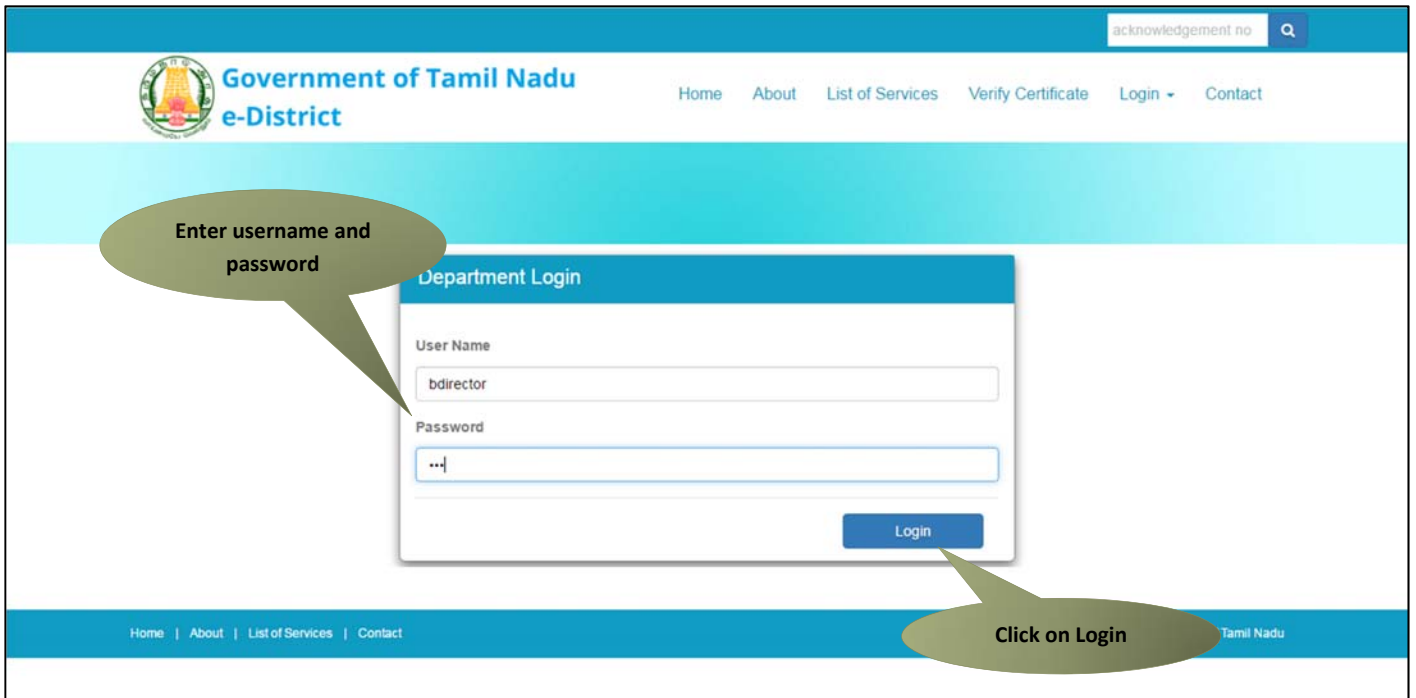 acknowledgement no
Government of Tamil Nadu
e-District
Home About List of Services Verify Certificate Login Contact
Enter username and
password
Department Login
User Name
bdirector
Password
•••
Login
Home | About | List of Services | Contact
Click on Login
Tamil Nadu